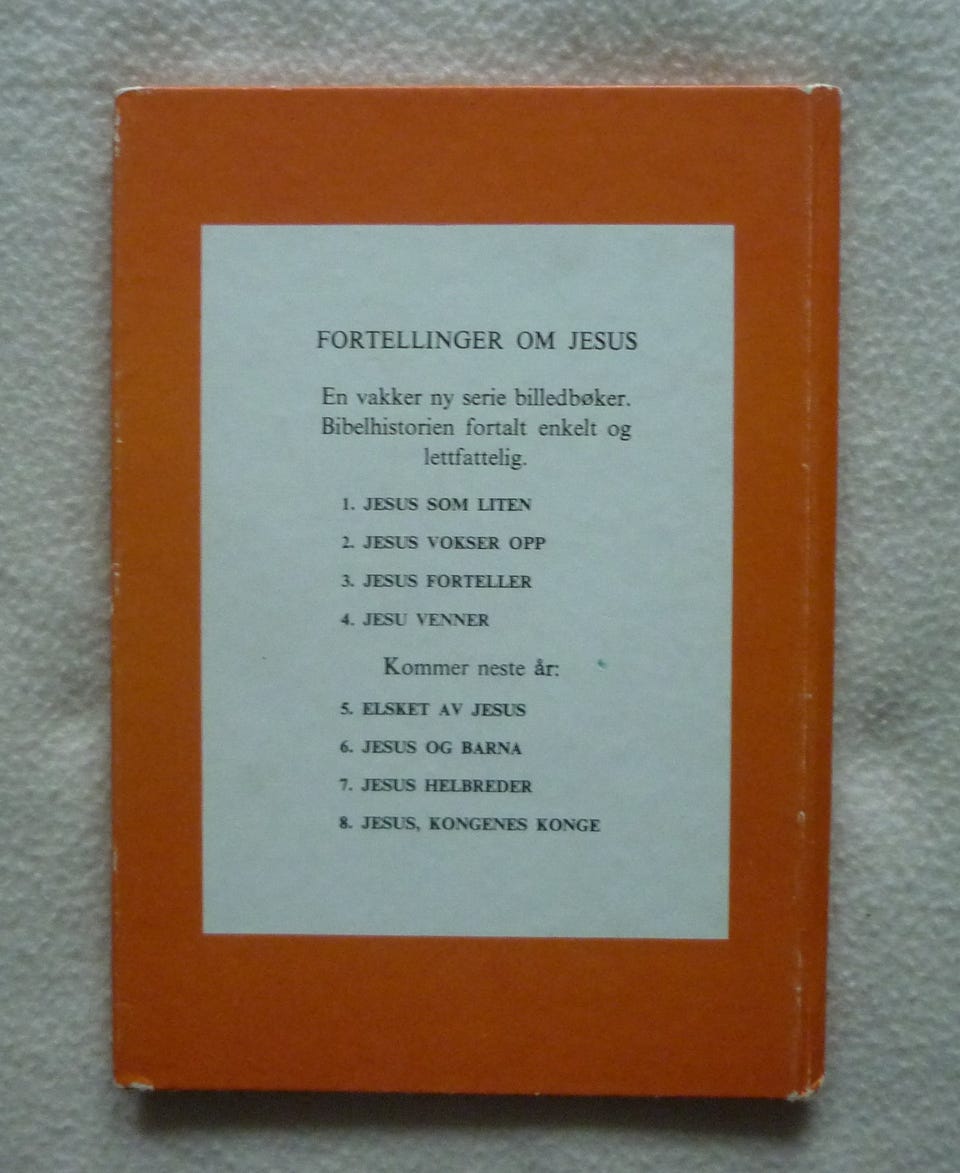 FORTELLINGER OM JESUS
En vakker ny serie billedbøker.
Bibelhistorien fortalt enkelt og
lettfattelig.
1. JESUS SOM LITEN
2. JESUS VOKSER OPP
3. JESUS FORTELLER
4. JESU VENNER
Kommer neste år:
5. ELSKET AV JESUS
6. JESUS OG BARNA
7. JESUS HELBREDER
8. JESUS, KONGENES KONGE